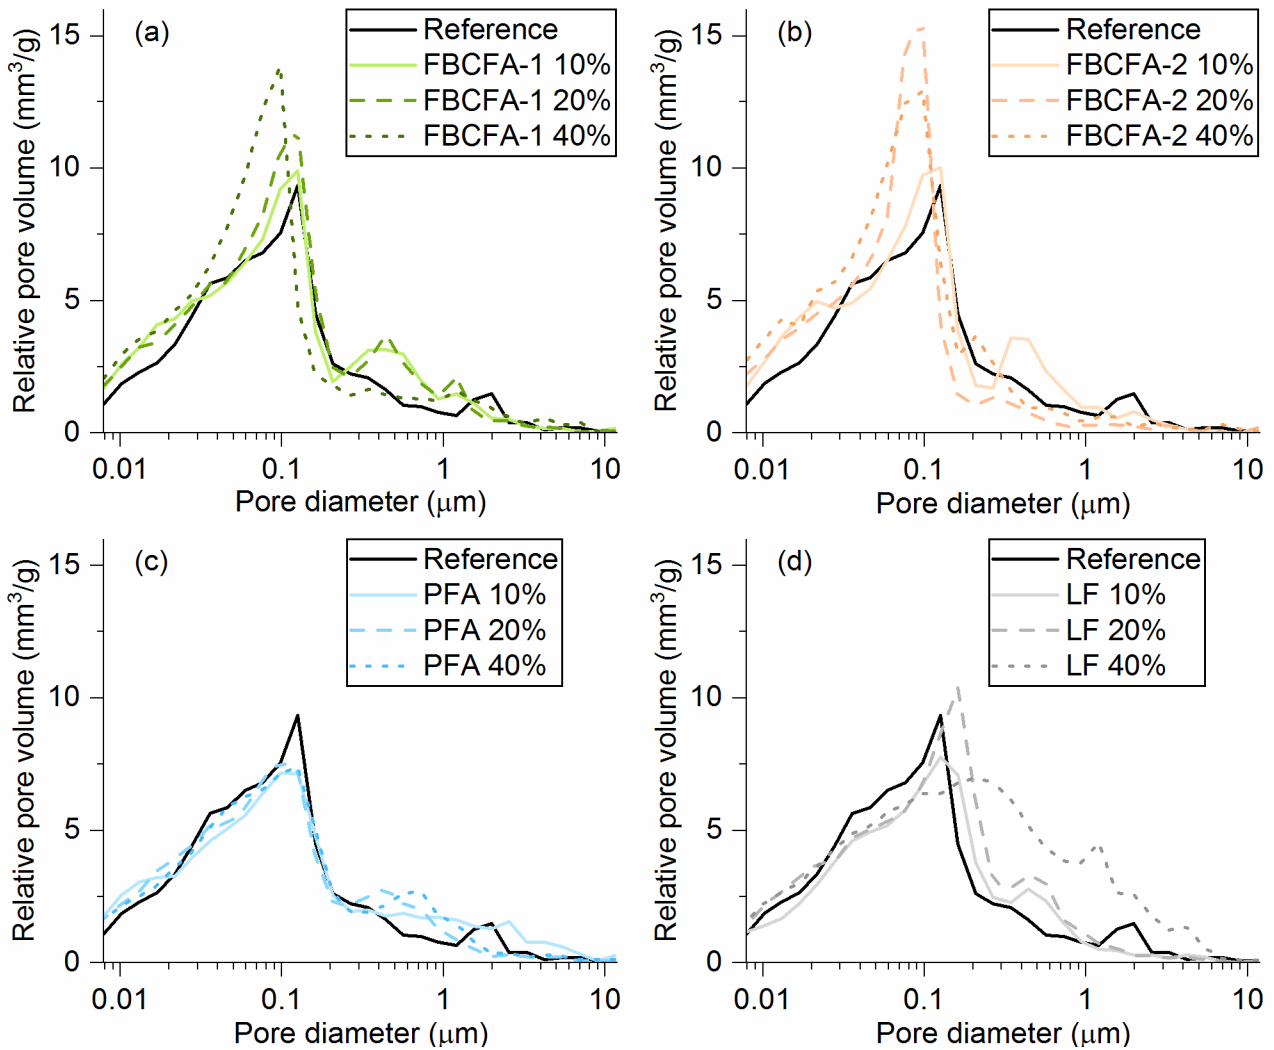 (a)
Reference
FBCFA-1 10%
FBCFA-1 20%
FBCFA-1 40%
Relative pore volume (mm³/g)
15
10
5
0
0.01 0.1 1 10
Pore diameter (μm)
(b)
Reference
FBCFA-2 10%
FBCFA-2 20%
FBCFA-2 40%
Relative pore volume (mm³/g)
15
10
5
0
0.01 0.1 1 10
Pore diameter (μm)
(c)
Reference
PFA 10%
PFA 20%
PFA 40%
Relative pore volume (mm³/g)
15
10
5
0
0.01 0.1 1 10
Pore diameter (μm)
(d)
Reference
LF 10%
LF 20%
LF 40%
Relative pore volume (mm³/g)
15
10
5
0
0.01 0.1 1 10
Pore diameter (μm)